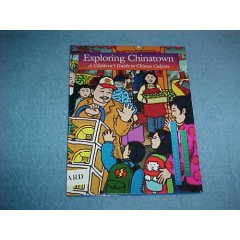 Exploring Chinatown
A Children's Guide to Chinese Culture
ARD